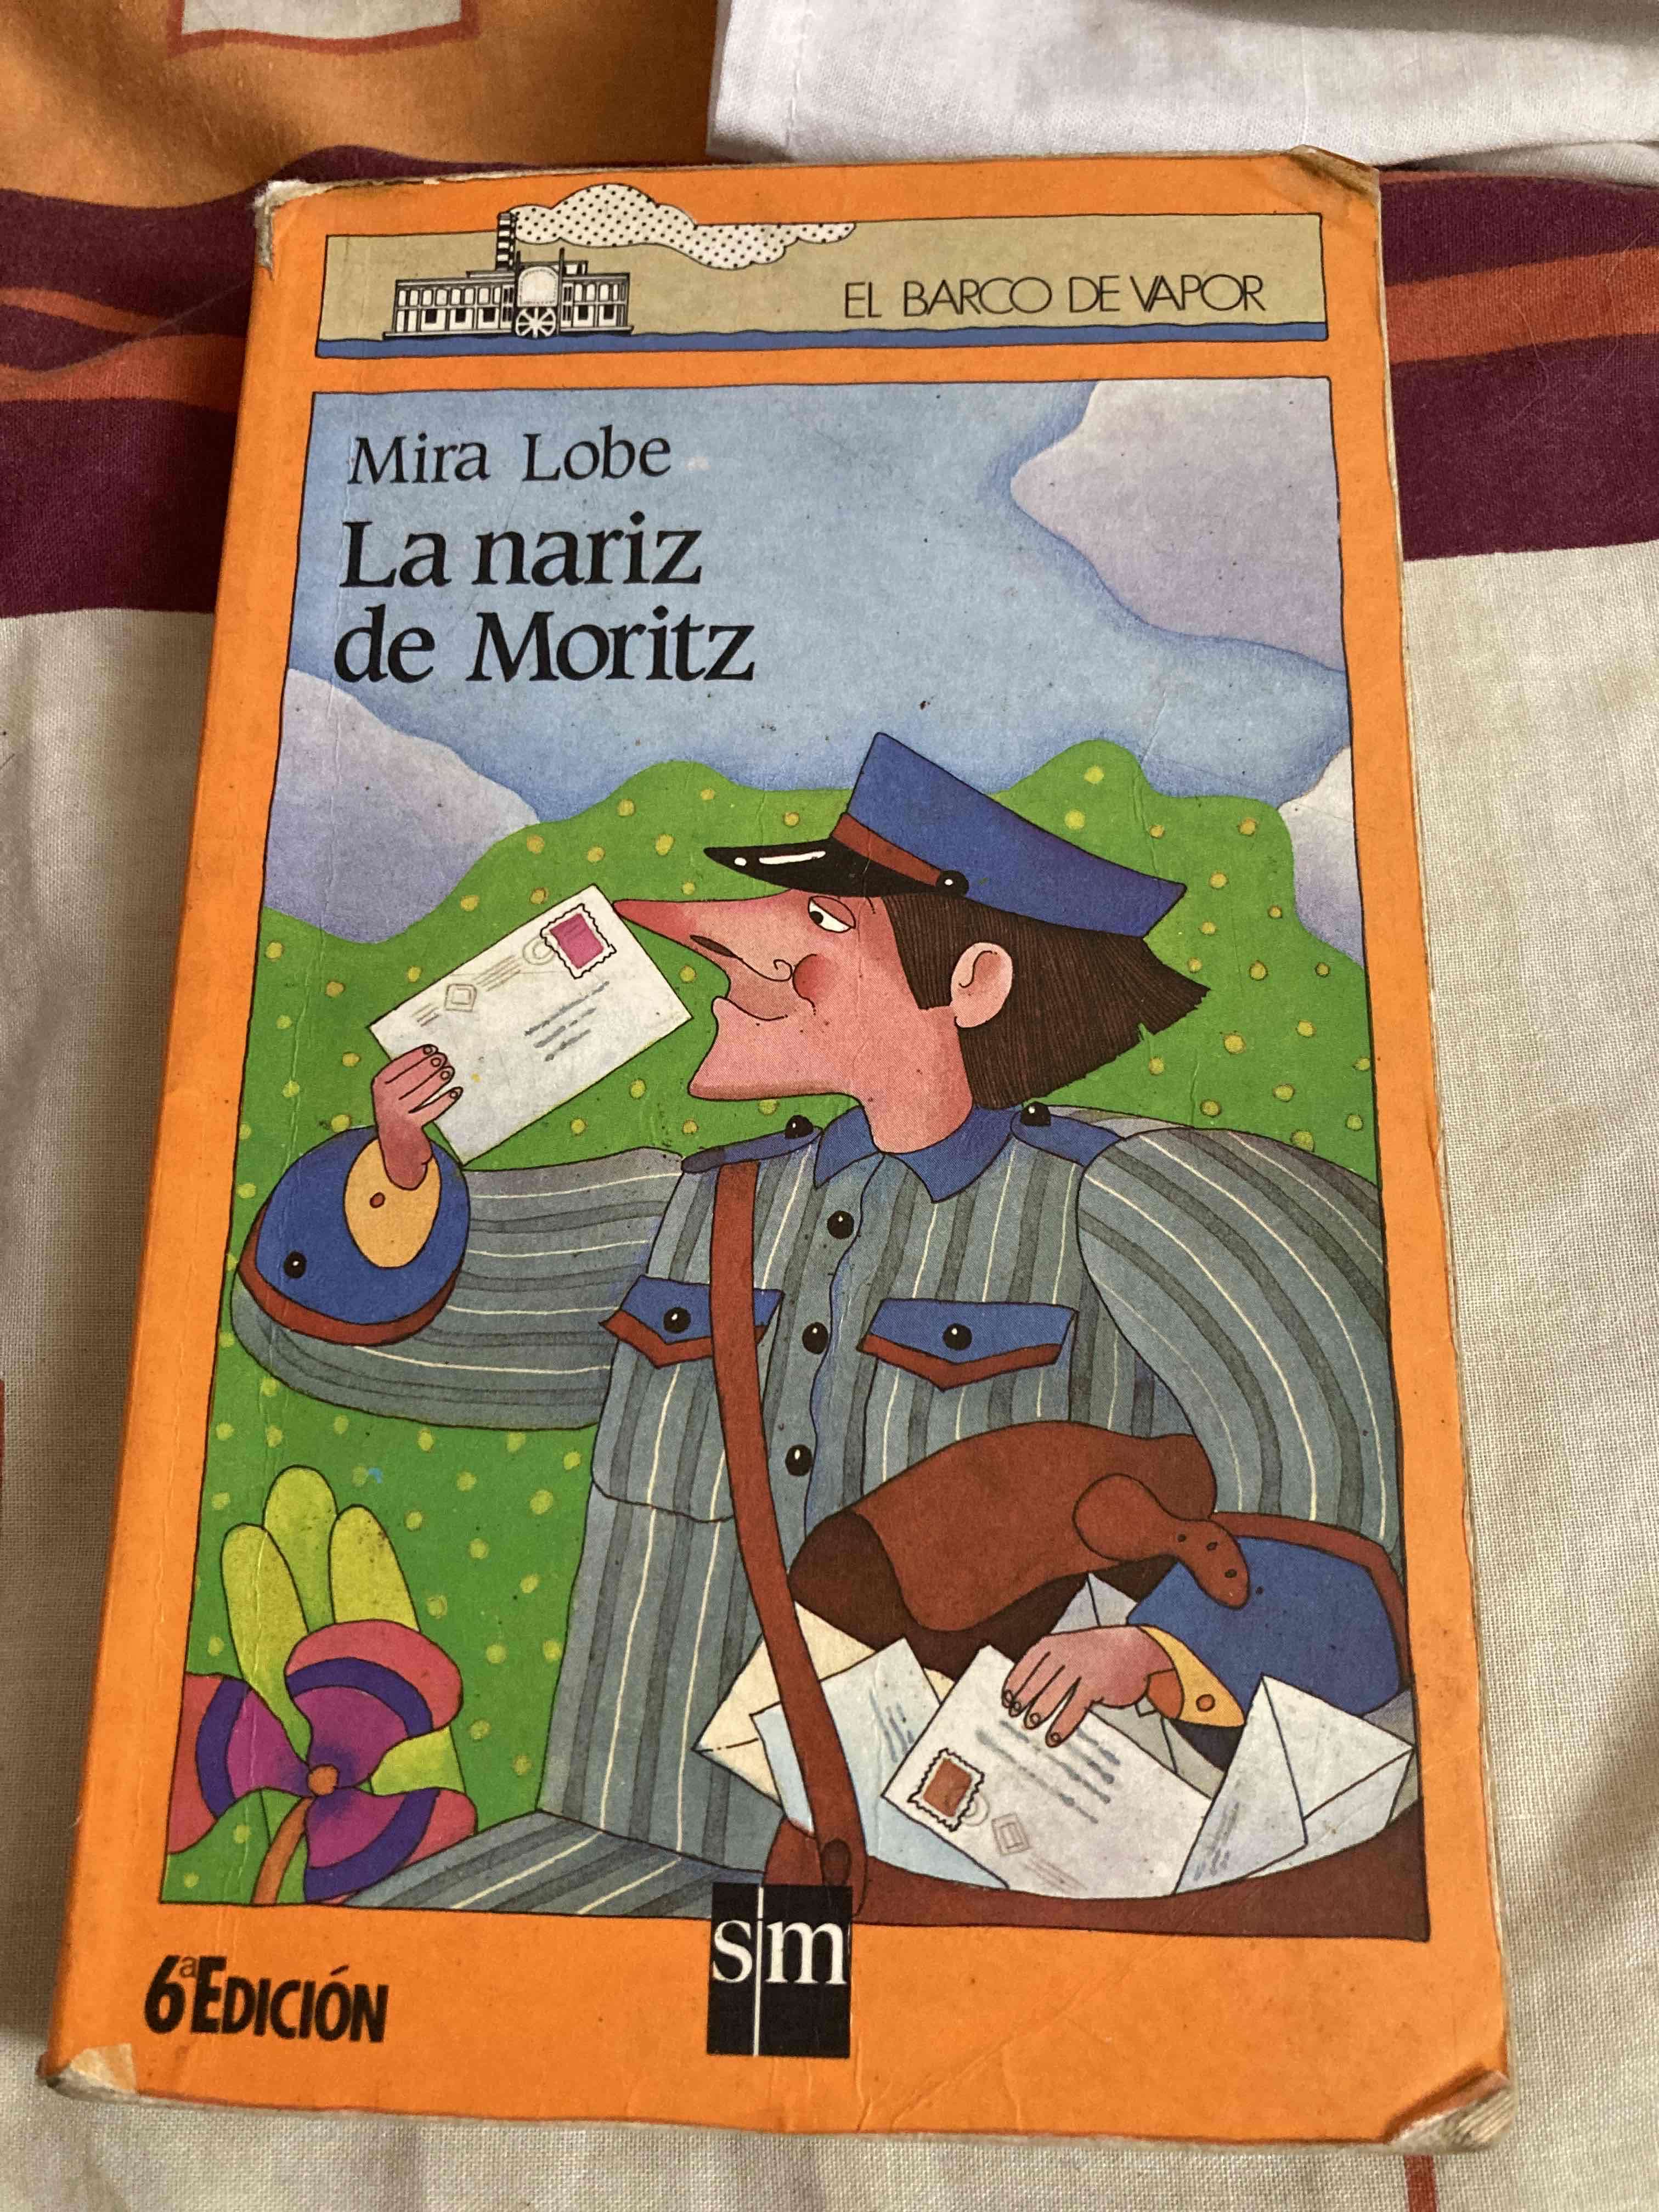 EL BARCO DE VAPOR
Mira Lobe
La nariz
de Moritz
6ª EDICIÓN
sm